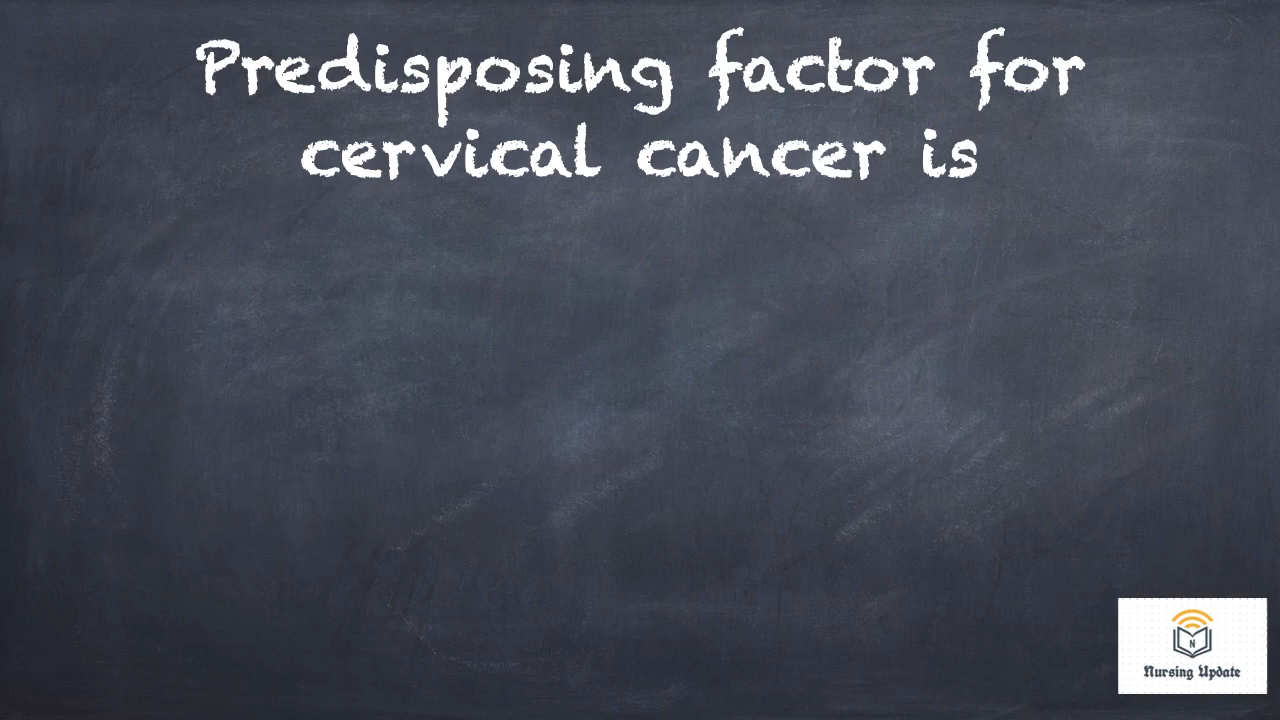 Predisposing factor for
cervical cancer is
N
Nursing Update